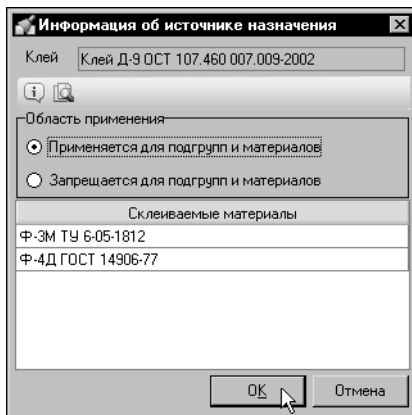 Информация об источнике назначения
Клей Клей Д-9 ОСТ 107.460 007.009-2002
Область применения
Применяется для подгрупп и материалов
Запрещается для подгрупп и материалов
Склеиваемые материалы
Ф-3М ТУ 6-05-1812
Ф-4Д ГОСТ 14906-77
OK Отмена